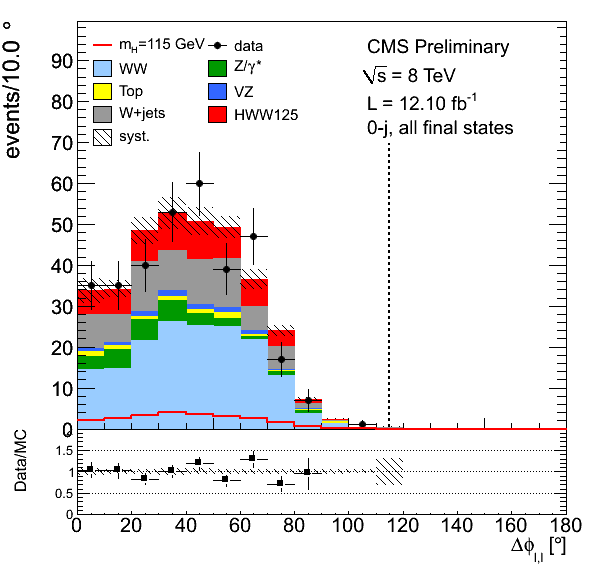 events/10.0 °
90
80
70
60
50
40
30
20
10
0
m_H=115 GeV
data
WW
Z/γ*
Top
VZ
W+jets
HWW125
syst.
CMS Preliminary
√s = 8 TeV
L = 12.10 fb⁻¹
0-j, all final states
Data/MC
1.5
1
0.5
0
0 20 40 60 80 100 120 140 160 180
Δϕ_l,l [°]